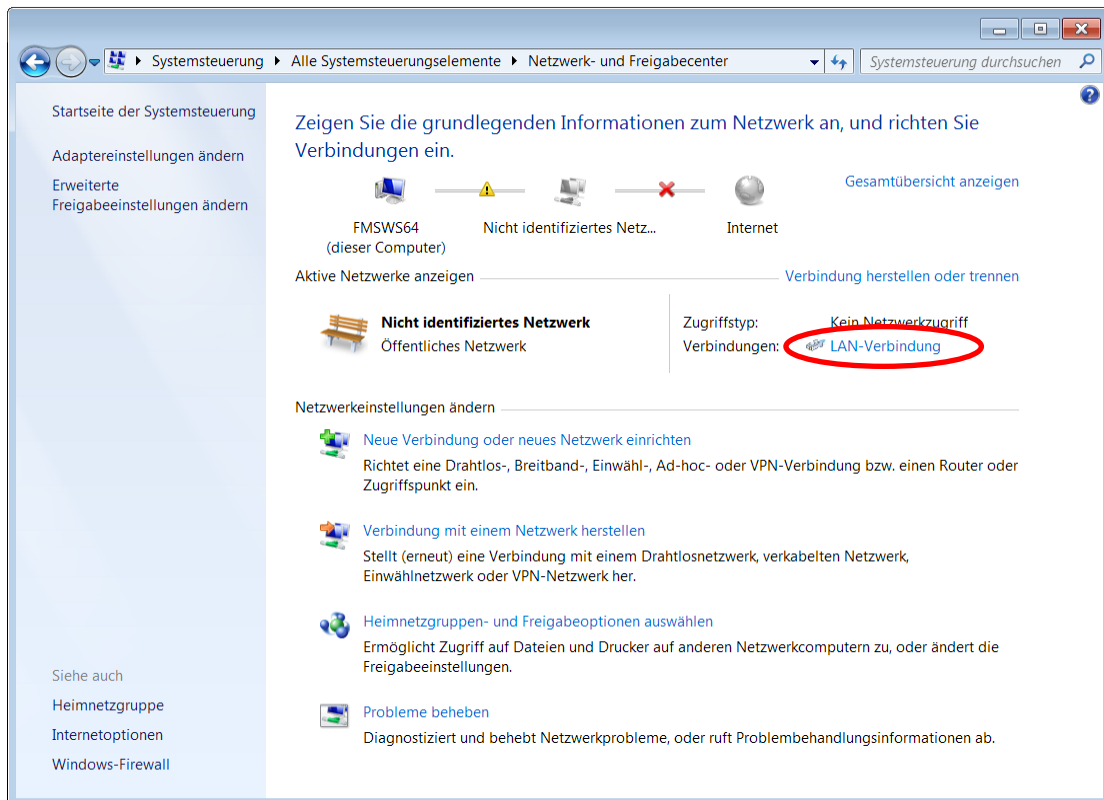 Systemsteuerung Alle Systemsteuerungselemente Netzwerk- und Freigabecenter
Systemsteuerung durchsuchen
Startseite der Systemsteuerung
Adaptereinstellungen ändern
Erweiterte
Freigabeeinstellungen ändern
Zeigen Sie die grundlegenden Informationen zum Netzwerk an, und richten Sie
Verbindungen ein.
Gesamtübersicht anzeigen
FMSWS64
(dieser Computer)
Nicht identifiziertes Netz...
Internet
Aktive Netzwerke anzeigen
Verbindung herstellen oder trennen
Nicht identifiziertes Netzwerk
Öffentliches Netzwerk
Zugriffstyp: Kein Netzwerkzugriff
Verbindungen: LAN-Verbindung
Netzwerkeinstellungen ändern
Neue Verbindung oder neues Netzwerk einrichten
Richtet eine Drahtlos-, Breitband-, Einwähl-, Ad-hoc- oder VPN-Verbindung bzw. einen Router oder
Zugriffspunkt ein.
Verbindung mit einem Netzwerk herstellen
Stellt (erneut) eine Verbindung mit einem Drahtlosnetzwerk, verkabelten Netzwerk,
Einwählnetzwerk oder VPN-Netzwerk her.
Heimnetzgruppen- und Freigabeoptionen auswählen
Ermöglicht Zugriff auf Dateien und Drucker auf anderen Netzwerkcomputern zu, oder ändert die
Freigabeeinstellungen.
Probleme beheben
Diagnostiziert und behebt Netzwerkprobleme, oder ruft Problembehandlungsinformationen ab.
Siehe auch
Heimnetzgruppe
Internetoptionen
Windows-Firewall